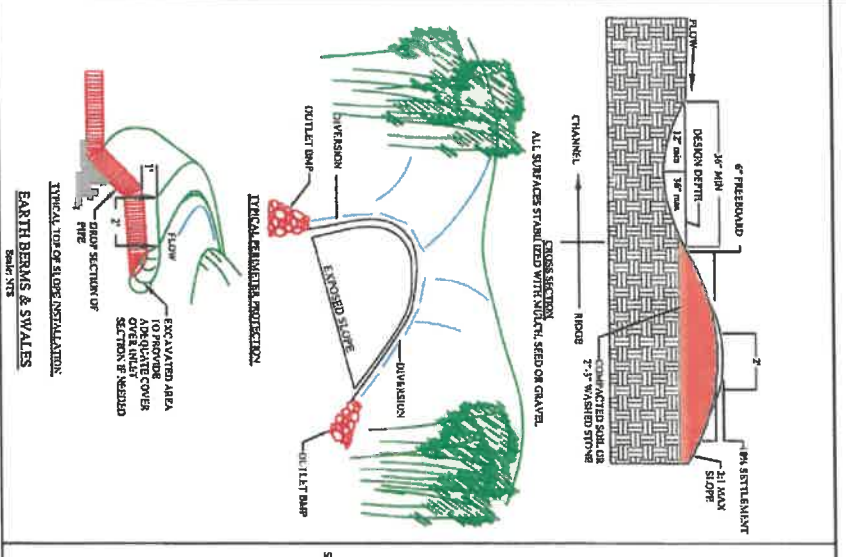 6" FREEBOARD
36" MIN
DESIGN DEPTH
12" min
36" max
FLOW
2'
8% SETTLEMENT
2:1 MAX
SLOPE
COMPACTED SOIL OR
2"-3" WASHED STONE
CHANNEL
RIDGE
CROSS SECTION
ALL SURFACES STABILIZED WITH MULCH, SEED OR GRAVEL
DIVERSION
OUTLET BMP
EXPOSED SLOPE
DIVERSION
OUTLET BMP
TYPICAL PERIMETER PROTECTION
1'
2'
FLOW
DROP SECTION OF
PIPE
EXCAVATED AREA
TO PROVIDE
ADEQUATE COVER
OVER INLET
SECTION IF NEEDED
TYPICAL TOP OF SLOPE INSTALLATION
EARTH BERMS & SWALES
Scale: NTS